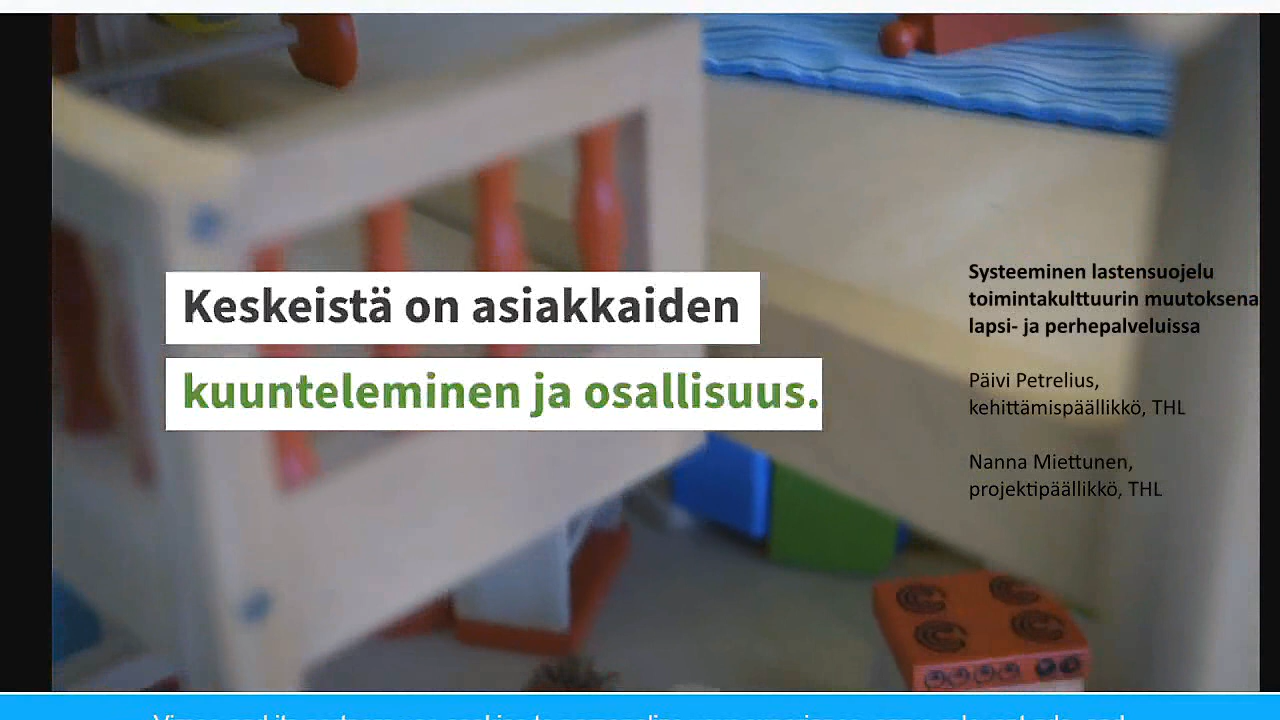 Keskeistä on asiakkaiden
kuunteleminen ja osallisuus.
Systeeminen lastensuojelu
toimintakulttuurin muutoksena
lapsi- ja perhepalveluissa
Päivi Petrelius,
kehittämispäällikkö, THL
Nanna Miettunen,
projektipäällikkö, THL